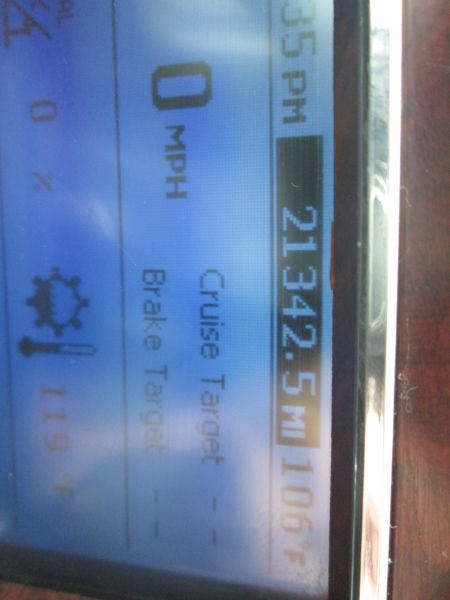 35 PM 21342.5 MI 106°F
Cruise Target --
0 MPH Brake Target --
0 % 119 °F